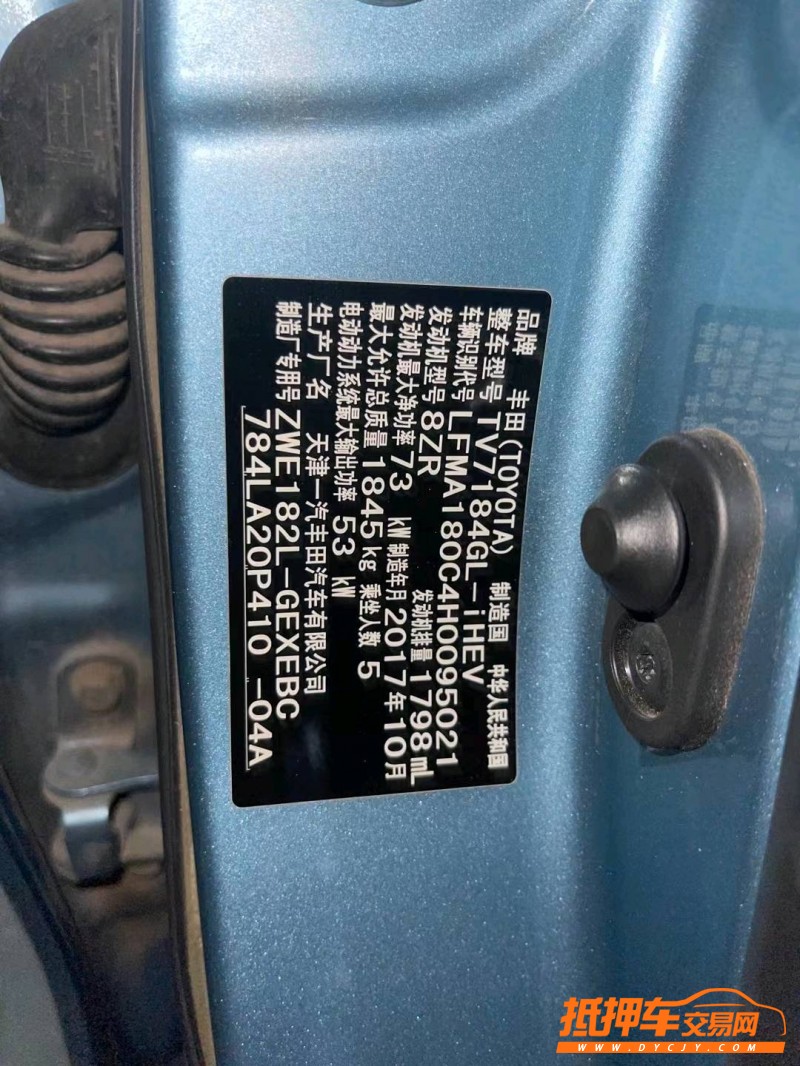 品牌 丰田(TOYOTA) 制造国 中华人民共和国
整车型号 TV7184GL-iHEV
车辆识别代号 LFMA180C4H0095021
发动机型号 8ZR 发动机排量 1798mL
发动机最大净功率 73 kW 制造年月 2017年10月
最大允许总质量 1845kg 乘坐人数 5
电动动力系统最大输出功率 53 kW
生产厂名 天津一汽丰田汽车有限公司
制造厂专用号 ZWE182L-GEXEBC
784LA20P410 -04A
抵押车交易网
WWW.DYCJY.COM